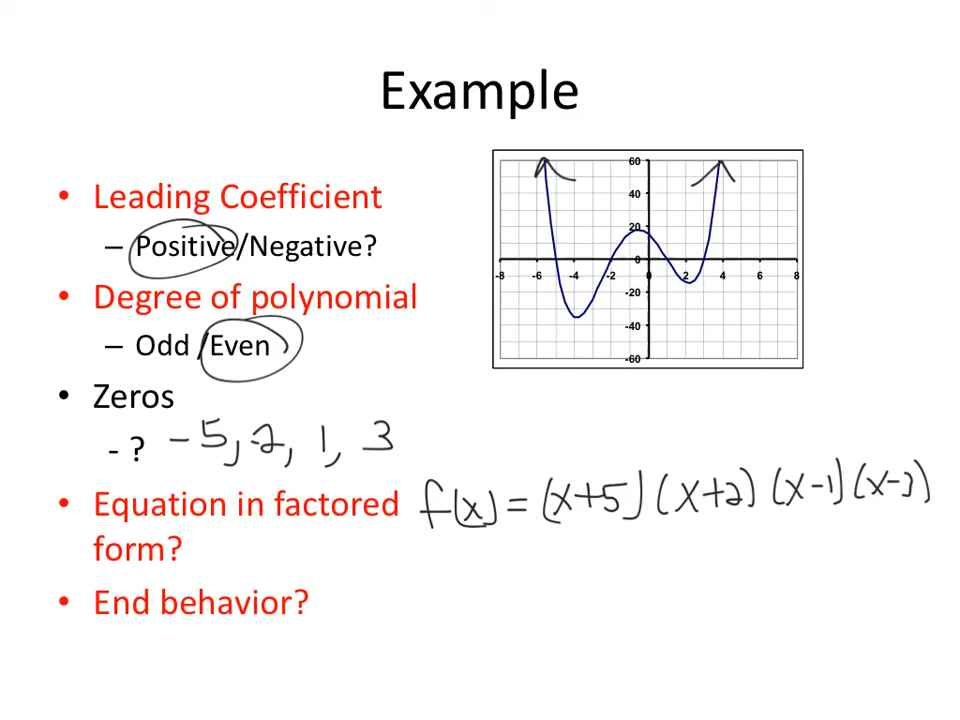 Example
• Leading Coefficient
– Positive/Negative?
• Degree of polynomial
– Odd /Even
• Zeros
- ? -5, -2, 1, 3
• Equation in factored
form?
f(x) = (x+5) (x+2) (x-1) (x-3)
• End behavior?
60
40
20
0
-20
-40
-60
-8 -6 -4 -2 0 2 4 6 8